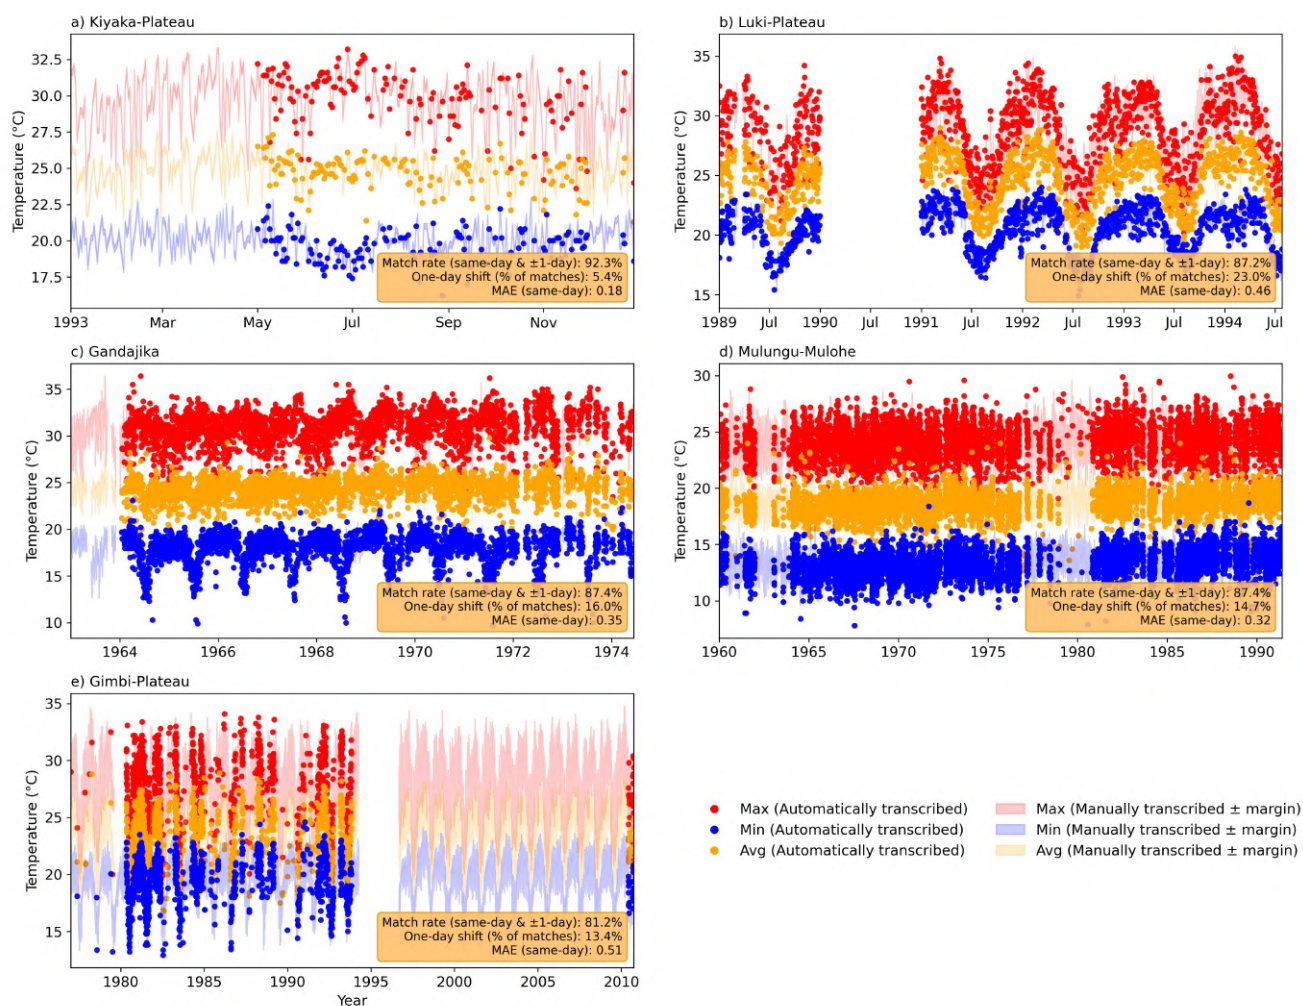 a) Kiyaka-Plateau
Temperature (°C)
32.5
30.0
27.5
25.0
22.5
20.0
17.5
1993
Mar
May
Jul
Sep
Nov
Match rate (same-day & ±1-day): 92.3%
One-day shift (% of matches): 5.4%
MAE (same-day): 0.18
b) Luki-Plateau
Temperature (°C)
35
30
25
20
15
1989
Jul
1990
Jul
1991
Jul
1992
Jul
1993
Jul
1994
Jul
Match rate (same-day & ±1-day): 87.2%
One-day shift (% of matches): 23.0%
MAE (same-day): 0.46
c) Gandajika
Temperature (°C)
35
30
25
20
15
10
1964
1966
1968
1970
1972
1974
Match rate (same-day & ±1-day): 87.4%
One-day shift (% of matches): 16.0%
MAE (same-day): 0.35
d) Mulungu-Mulohe
Temperature (°C)
30
25
20
15
10
1960
1965
1970
1975
1980
1985
1990
Match rate (same-day & ±1-day): 87.4%
One-day shift (% of matches): 14.7%
MAE (same-day): 0.32
e) Gimbi-Plateau
Temperature (°C)
35
30
25
20
15
1980
1985
1990
1995
2000
2005
2010
Year
Match rate (same-day & ±1-day): 81.2%
One-day shift (% of matches): 13.4%
MAE (same-day): 0.51
Max (Automatically transcribed)
Min (Automatically transcribed)
Avg (Automatically transcribed)
Max (Manually transcribed ± margin)
Min (Manually transcribed ± margin)
Avg (Manually transcribed ± margin)